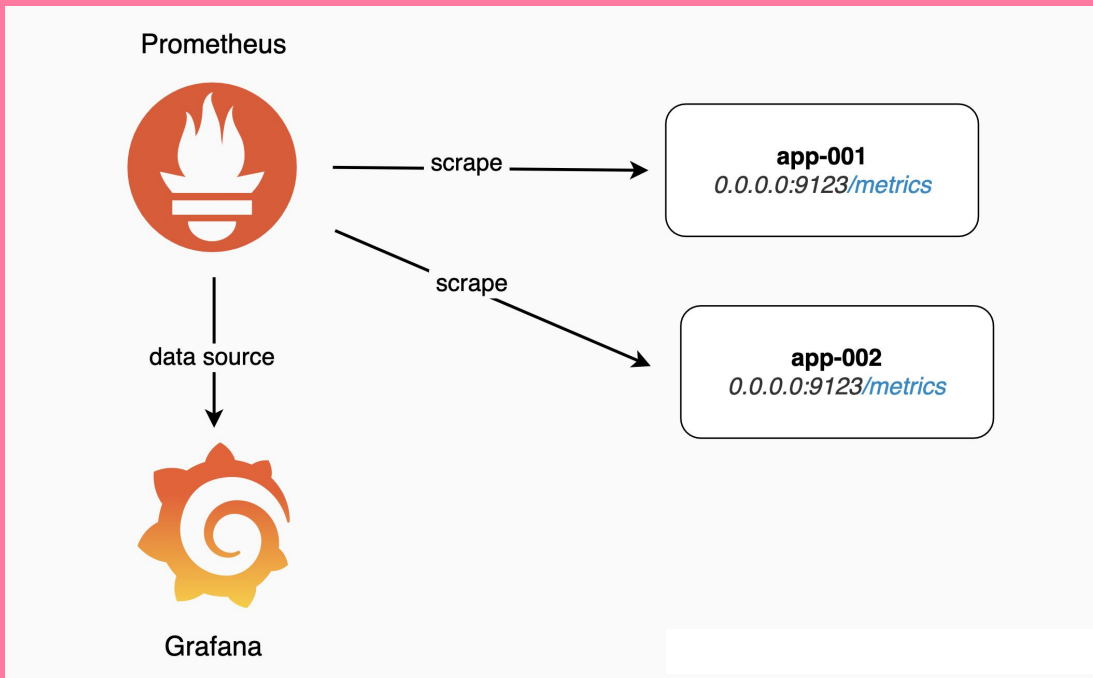 Prometheus
scrape
app-001
0.0.0.0:9123/metrics
scrape
app-002
0.0.0.0:9123/metrics
data source
Grafana